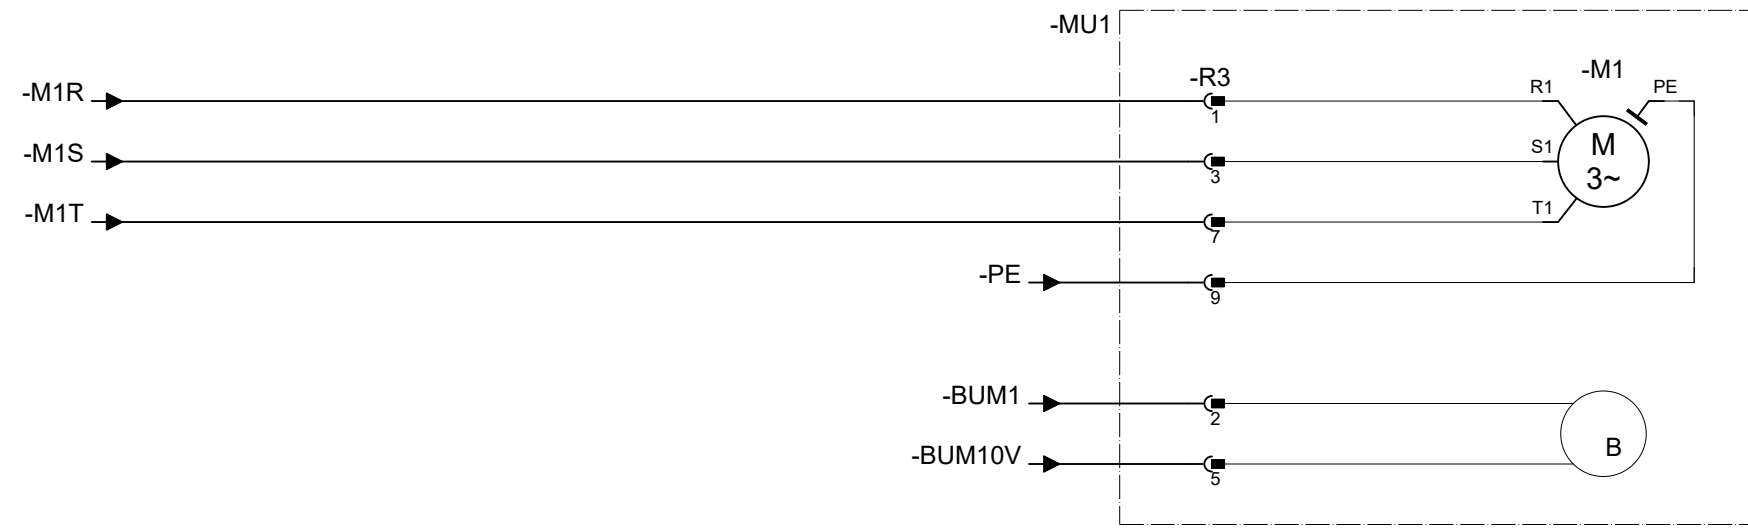 -MU1
-M1
-R3
-M1R
R1
PE
1
-M1S
S1
M
3~
3
-M1T
T1
7
-PE
9
-BUM1
2
B
-BUM10V
5